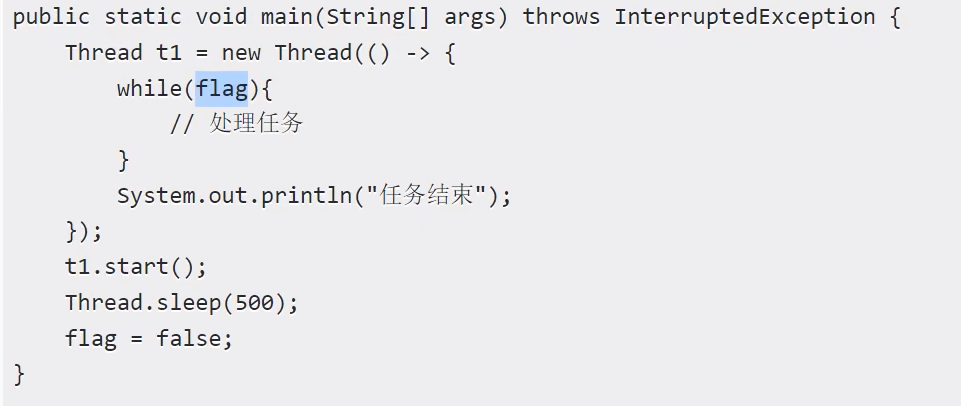 public static void main(String[] args) throws InterruptedException {
    Thread t1 = new Thread(() -> {
        while(flag){
            // 处理任务
        }
        System.out.println("任务结束");
    });
    t1.start();
    Thread.sleep(500);
    flag = false;
}